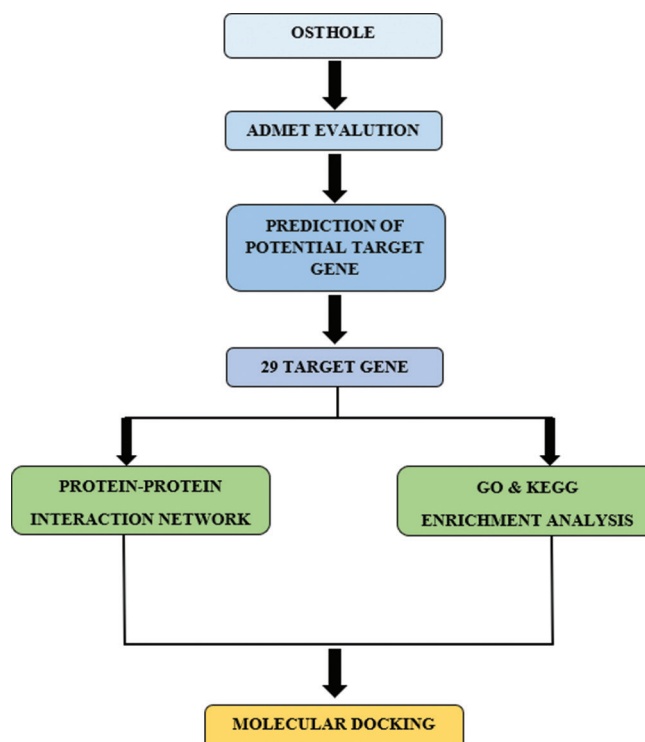 OSTHOLE
ADMET EVALUTION
PREDICTION OF
POTENTIAL TARGET
GENE
29 TARGET GENE
PROTEIN-PROTEIN
INTERACTION NETWORK
GO & KEGG
ENRICHMENT ANALYSIS
MOLECULAR DOCKING